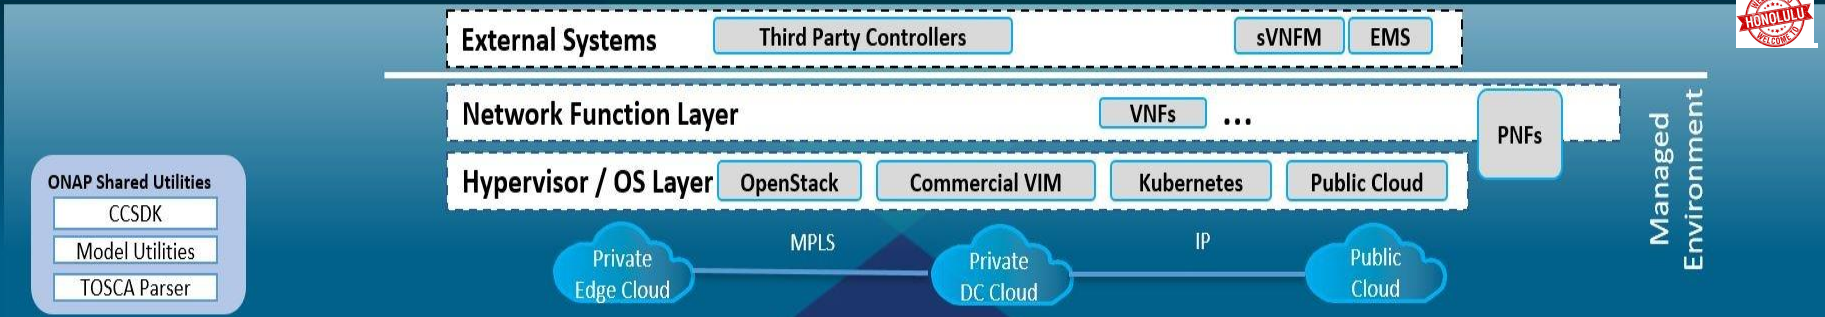 External Systems
Third Party Controllers
sVNFM
EMS
HONOLULU
WELCOME TO
Network Function Layer
VNFs
...
PNFs
Hypervisor / OS Layer
OpenStack
Commercial VIM
Kubernetes
Public Cloud
Managed
Environment
ONAP Shared Utilities
CCSDK
Model Utilities
TOSCA Parser
Private
Edge Cloud
MPLS
Private
DC Cloud
IP
Public
Cloud